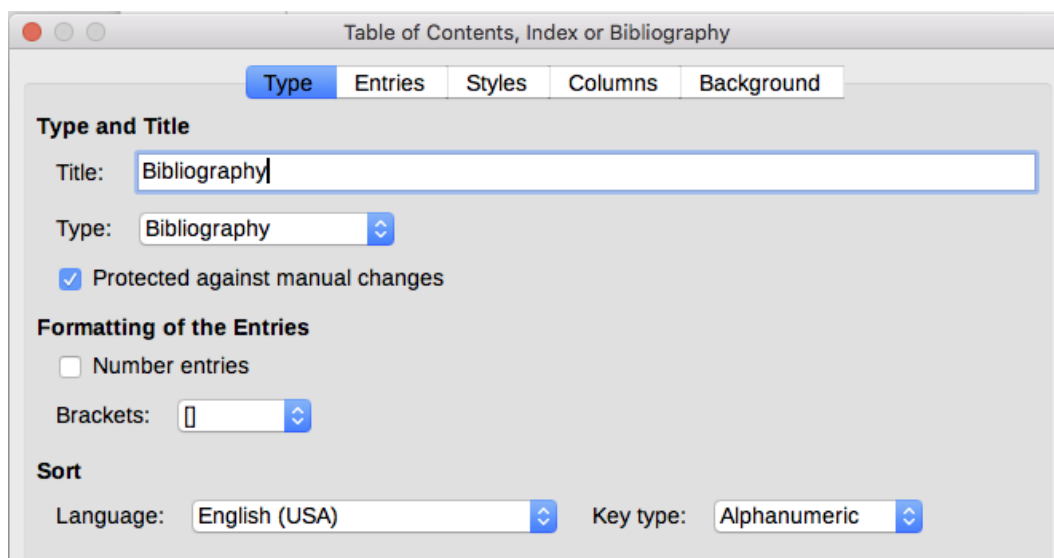 Table of Contents, Index or Bibliography
Type Entries Styles Columns Background
Type and Title
Title: Bibliography
Type: Bibliography
Protected against manual changes
Formatting of the Entries
Number entries
Brackets: []
Sort
Language: English (USA) Key type: Alphanumeric